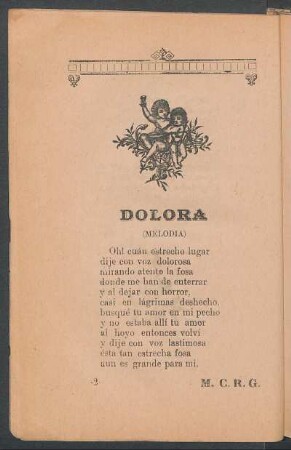 DOLORA
(MELODIA)
Oh! cuán estrecho lugar
dije con voz dolorosa
mirando atento la fosa
donde me han de enterrar
y al dejar con horror,
casi en lágrimas deshecho,
busqué tu amor en mi pecho
y no estaba allí tu amor
al hoyo entonces volví
y dije con voz lastimosa
ésta tan estrecha fosa
aun es grande para mí.
2
M. C. R. G.